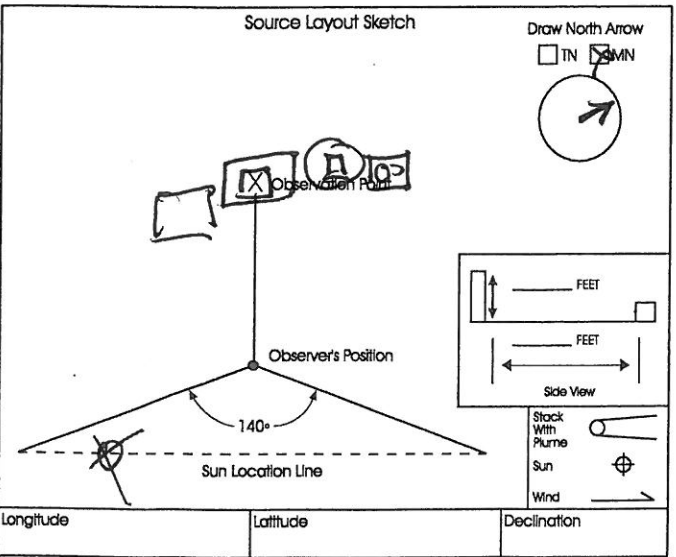 Source Layout Sketch
Draw North Arrow
TN MN
X Observation Point
FEET
FEET
Side View
Observer's Position
140°
Sun Location Line
Stack
With
Plume
Sun
Wind
Longitude Latitude Declination